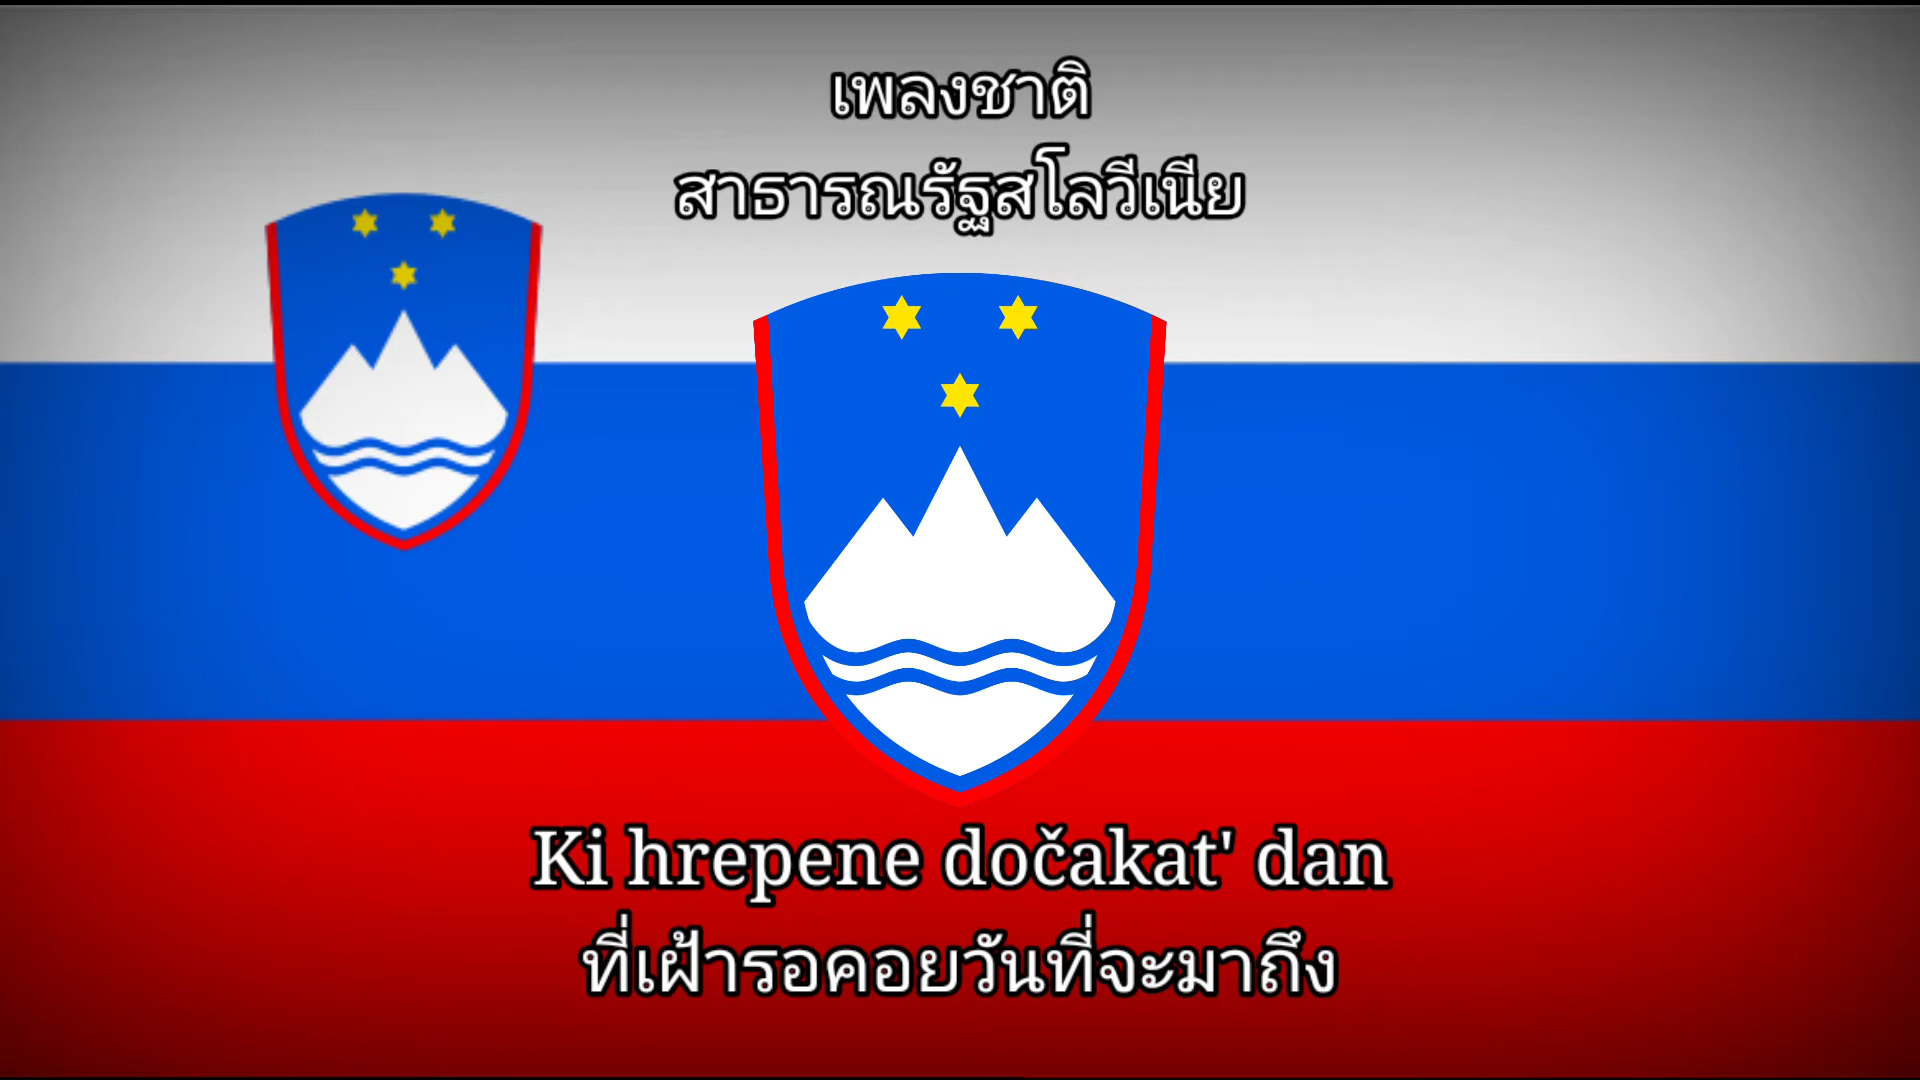 เพลงชาติ
สาธารณรัฐสโลวีเนีย
Ki hrepene dočakat' dan
ที่เฝ้ารอคอยวันที่จะมาถึง